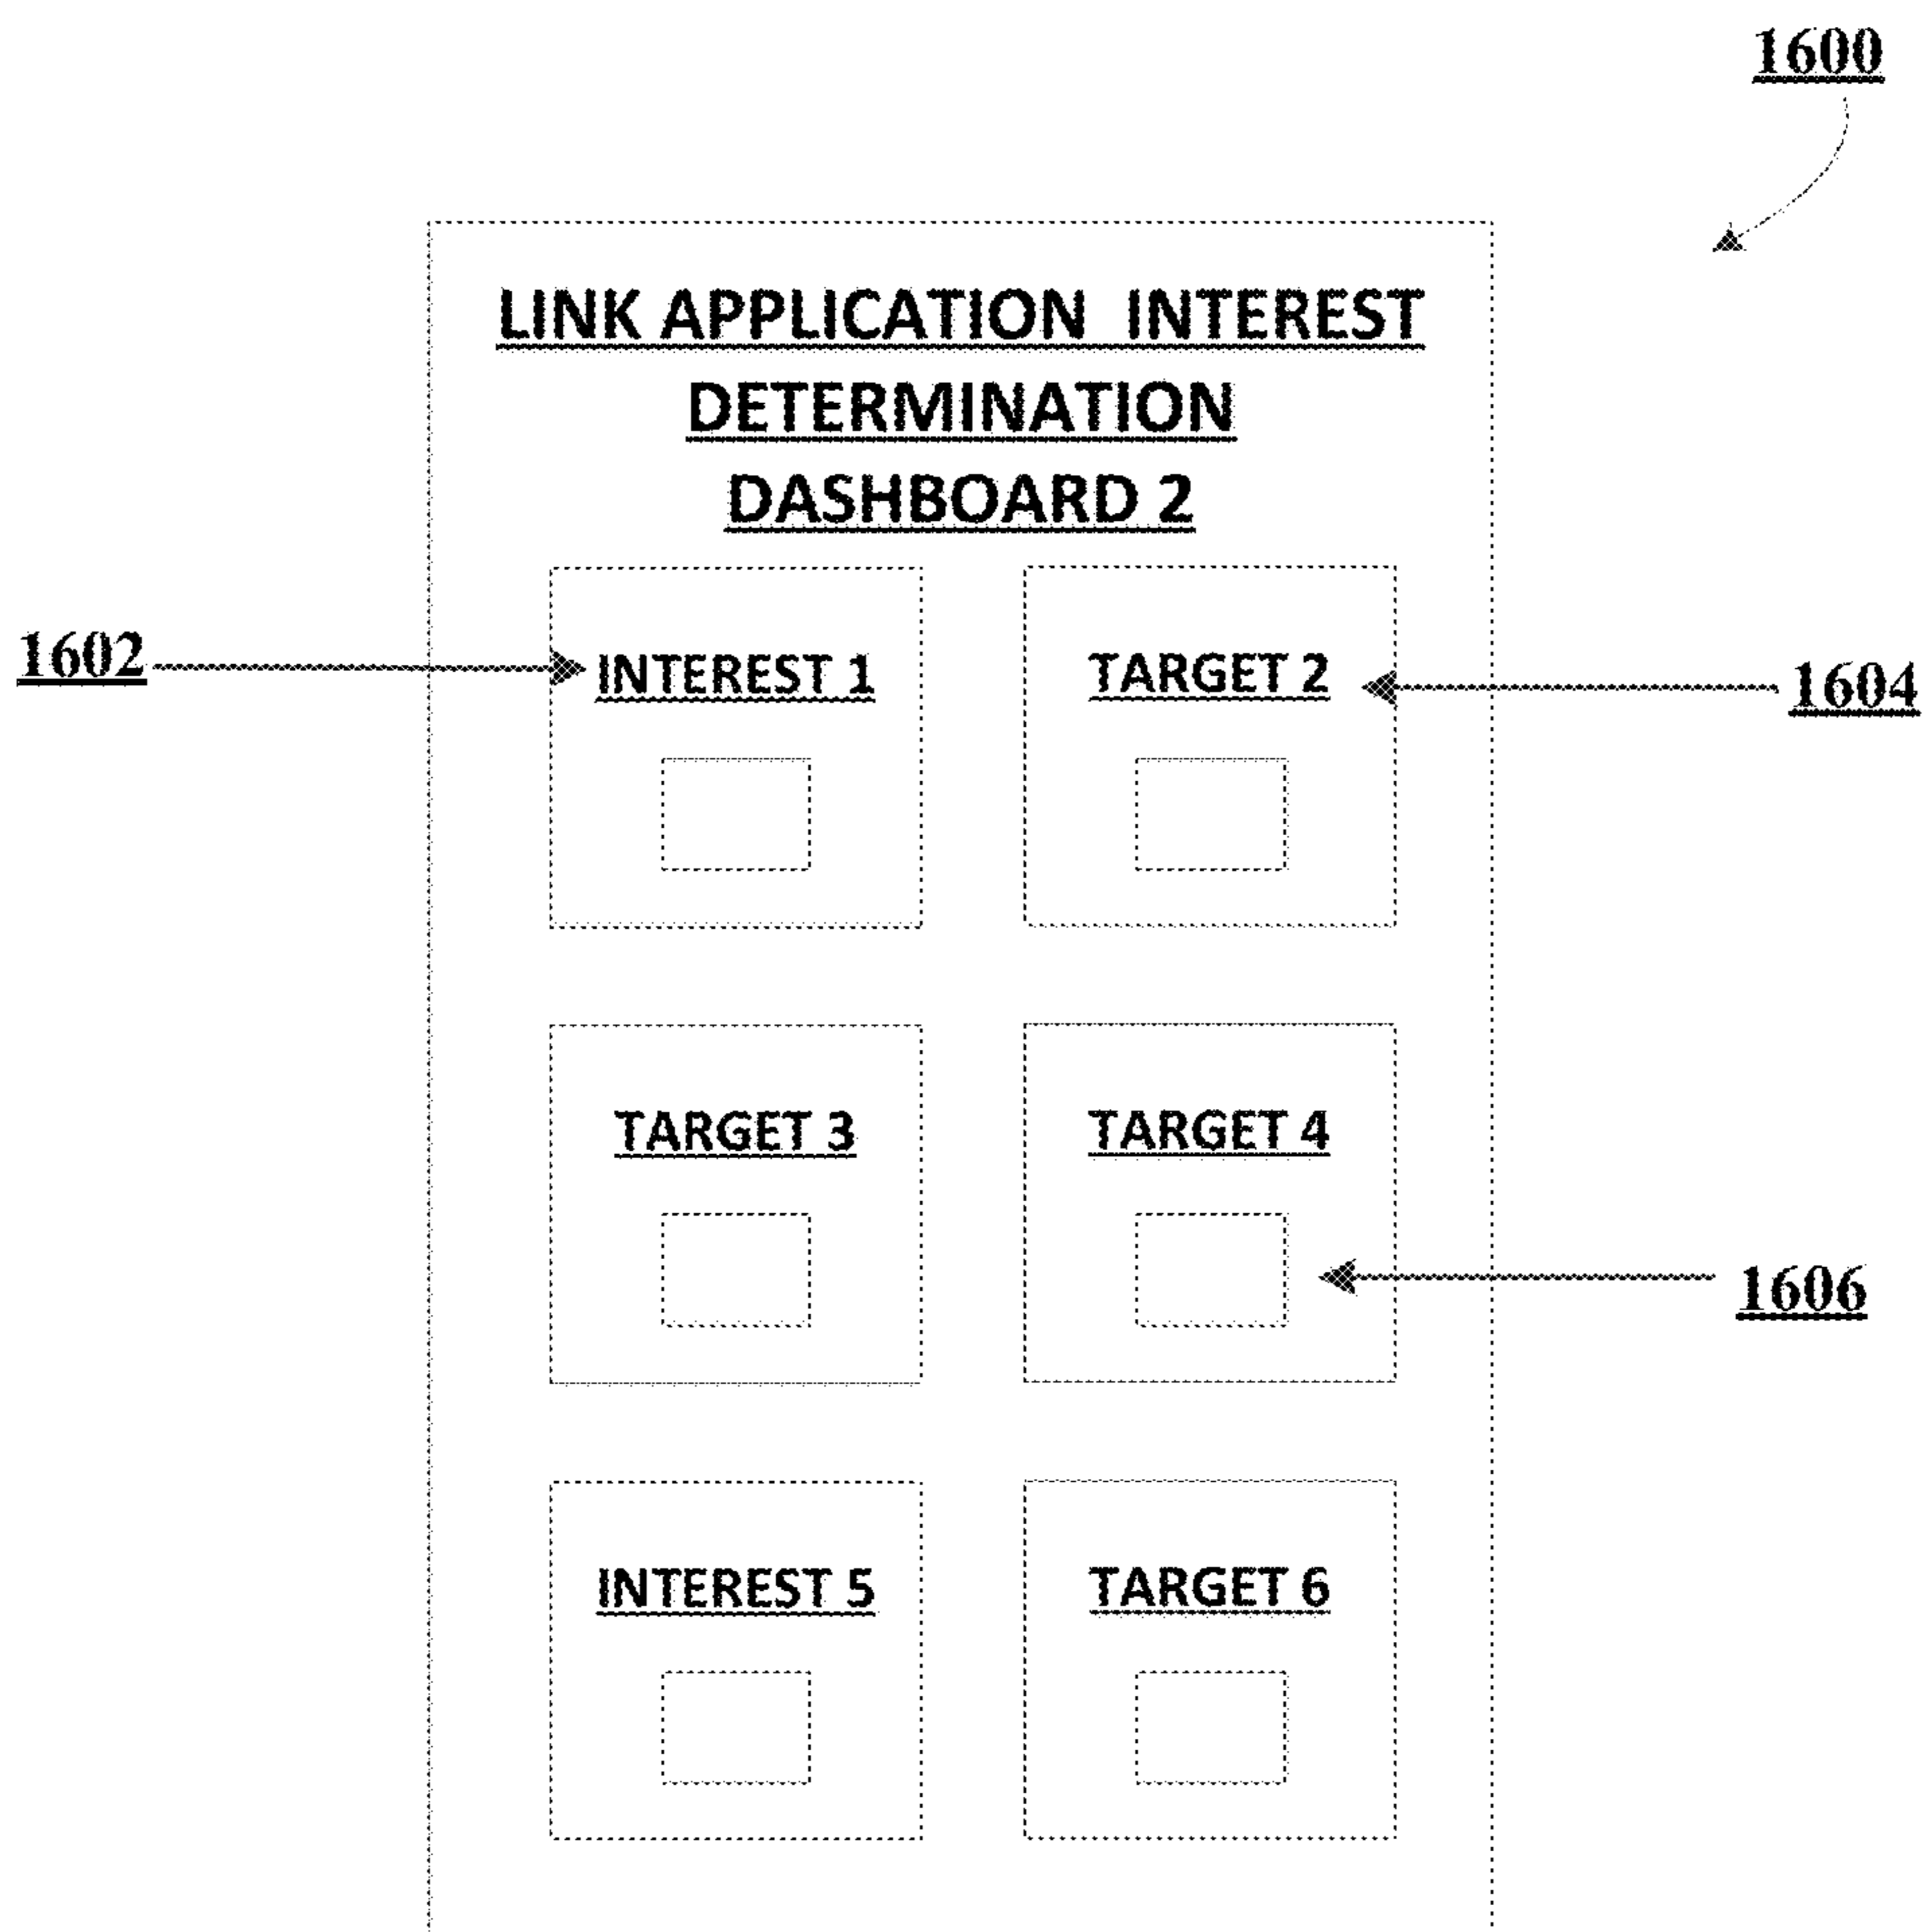 1600
LINK APPLICATION INTEREST
DETERMINATION
DASHBOARD 2
1602
INTEREST 1
TARGET 2
1604
TARGET 3
TARGET 4
1606
INTEREST 5
TARGET 6